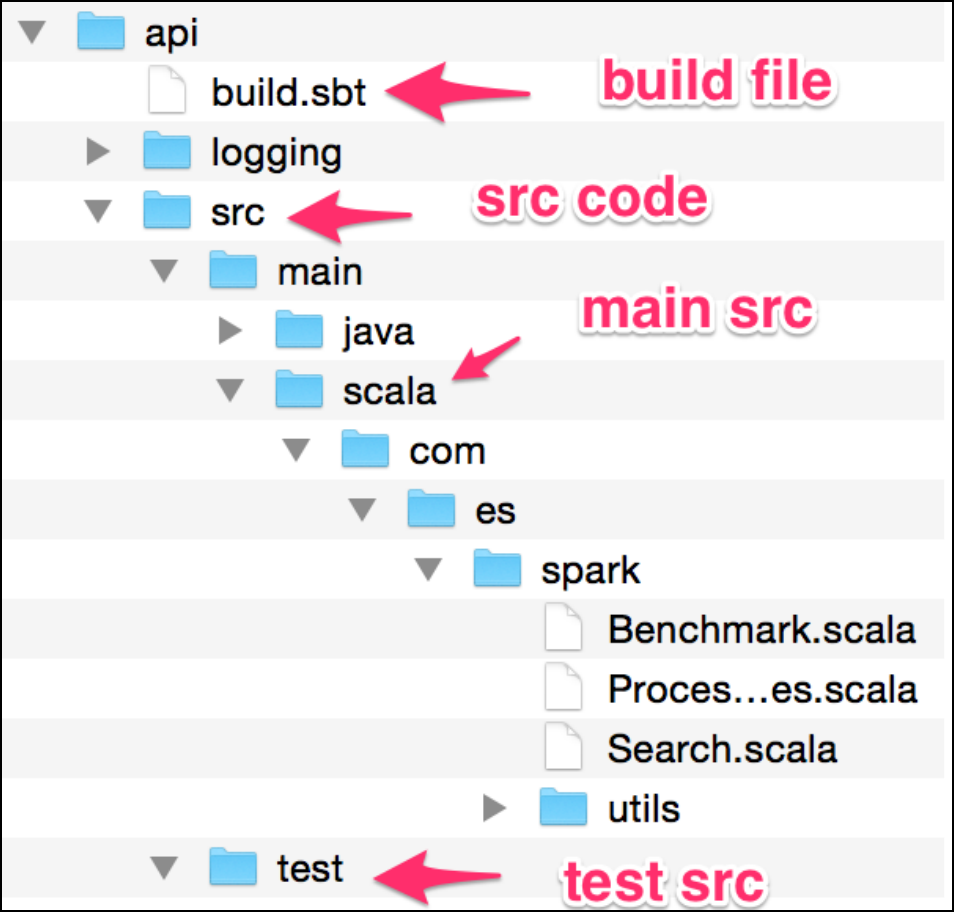 api
build.sbt build file
logging
src src code
main
java main src
scala
com
es
spark
Benchmark.scala
Proces...es.scala
Search.scala
utils
test test src